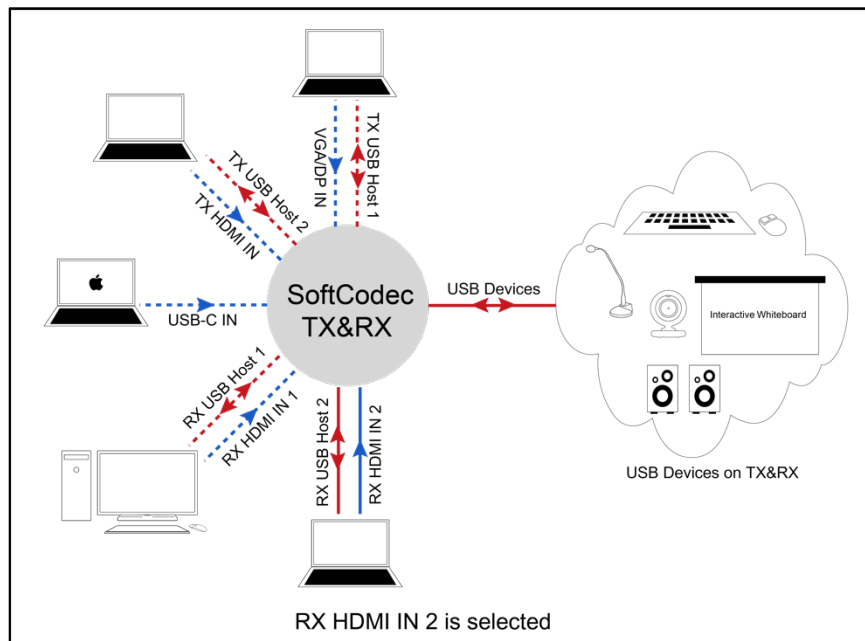 VGA/DP IN
TX USB Host 1
TX USB Host 2
TX HDMI IN
USB-C IN
SoftCodec
TX&RX
USB Devices
Interactive Whiteboard
RX USB Host 1
RX HDMI IN 1
RX USB Host 2
RX HDMI IN 2
USB Devices on TX&RX
RX HDMI IN 2 is selected